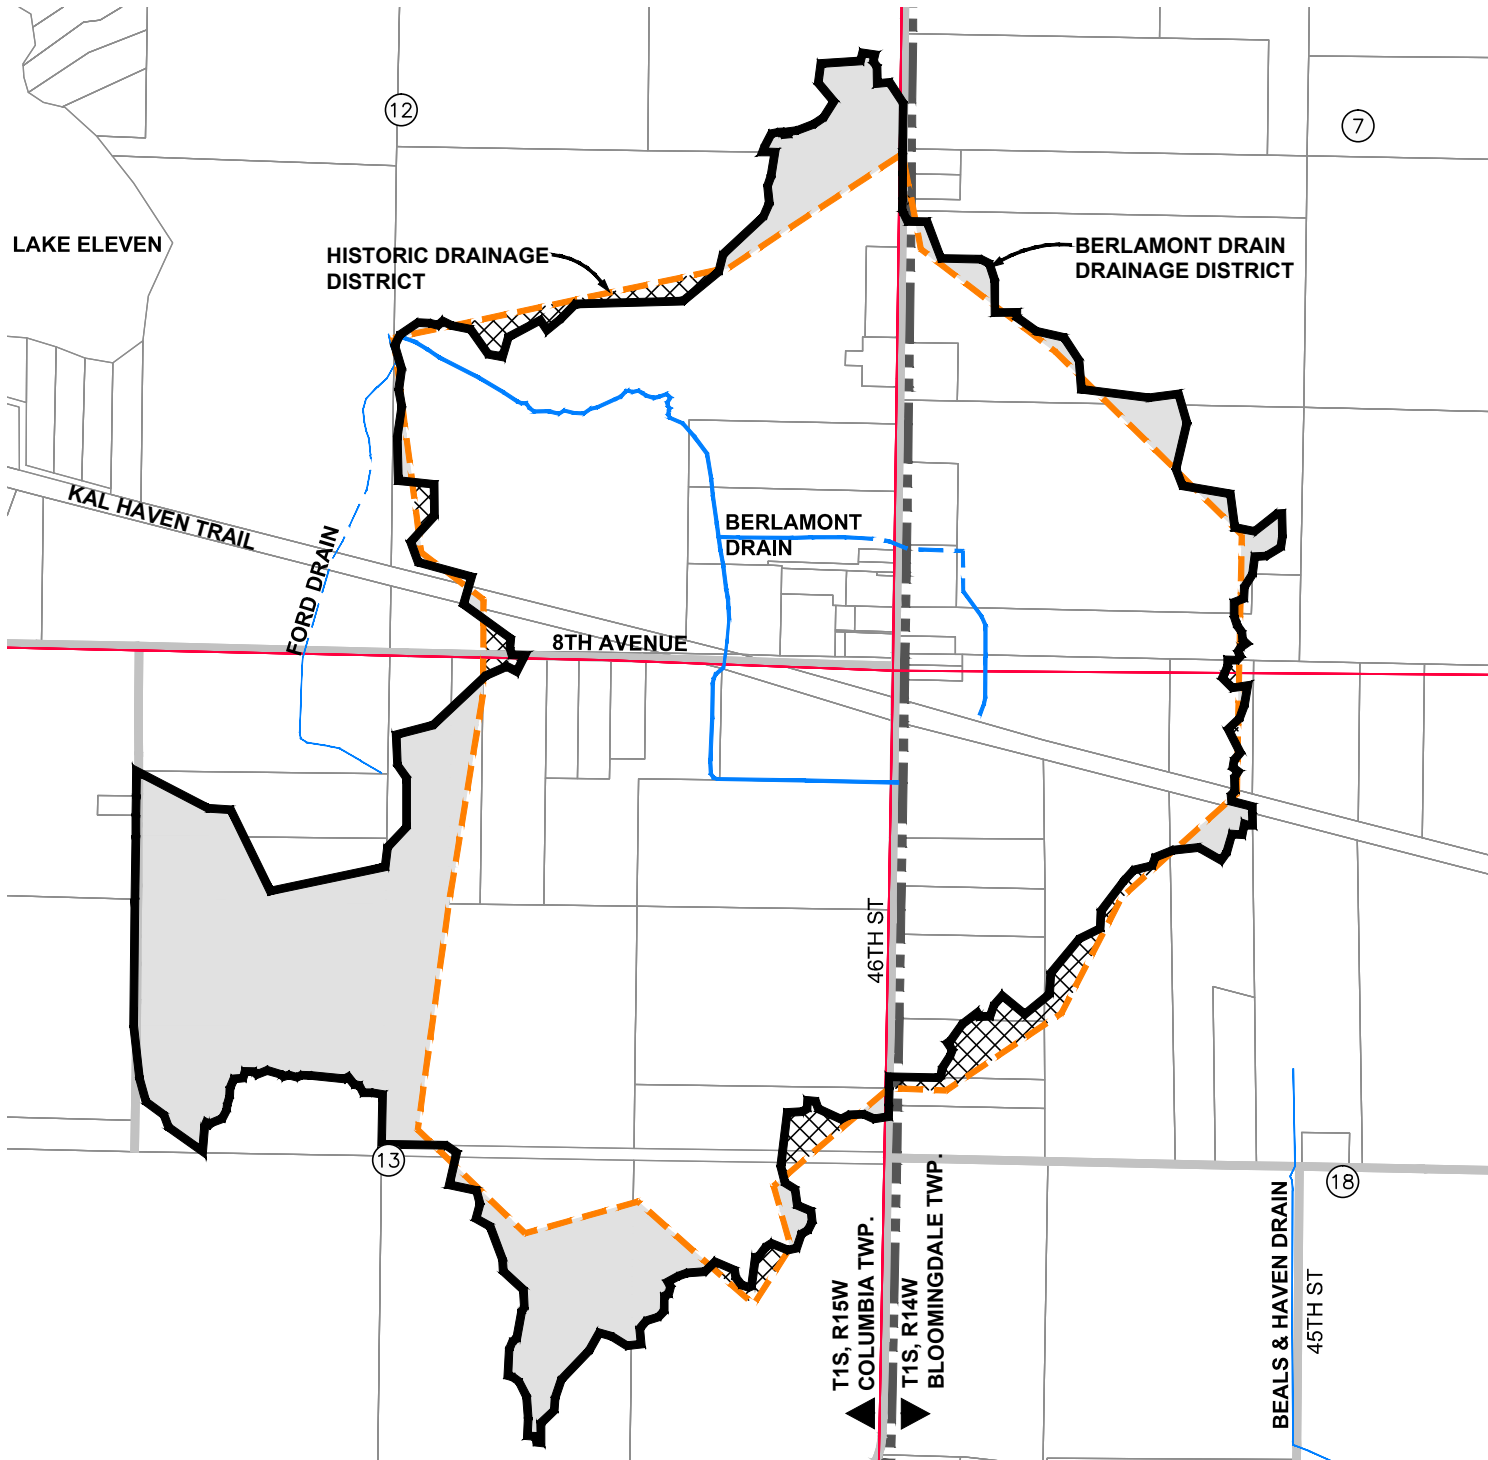 12
7
LAKE ELEVEN
HISTORIC DRAINAGE
DISTRICT
BERLAMONT DRAIN
DRAINAGE DISTRICT
KAL HAVEN TRAIL
FORD DRAIN
BERLAMONT
DRAIN
8TH AVENUE
46TH ST
13
18
T1S, R15W
COLUMBIA TWP.
T1S, R14W
BLOOMINGDALE TWP.
BEALS & HAVEN DRAIN
45TH ST